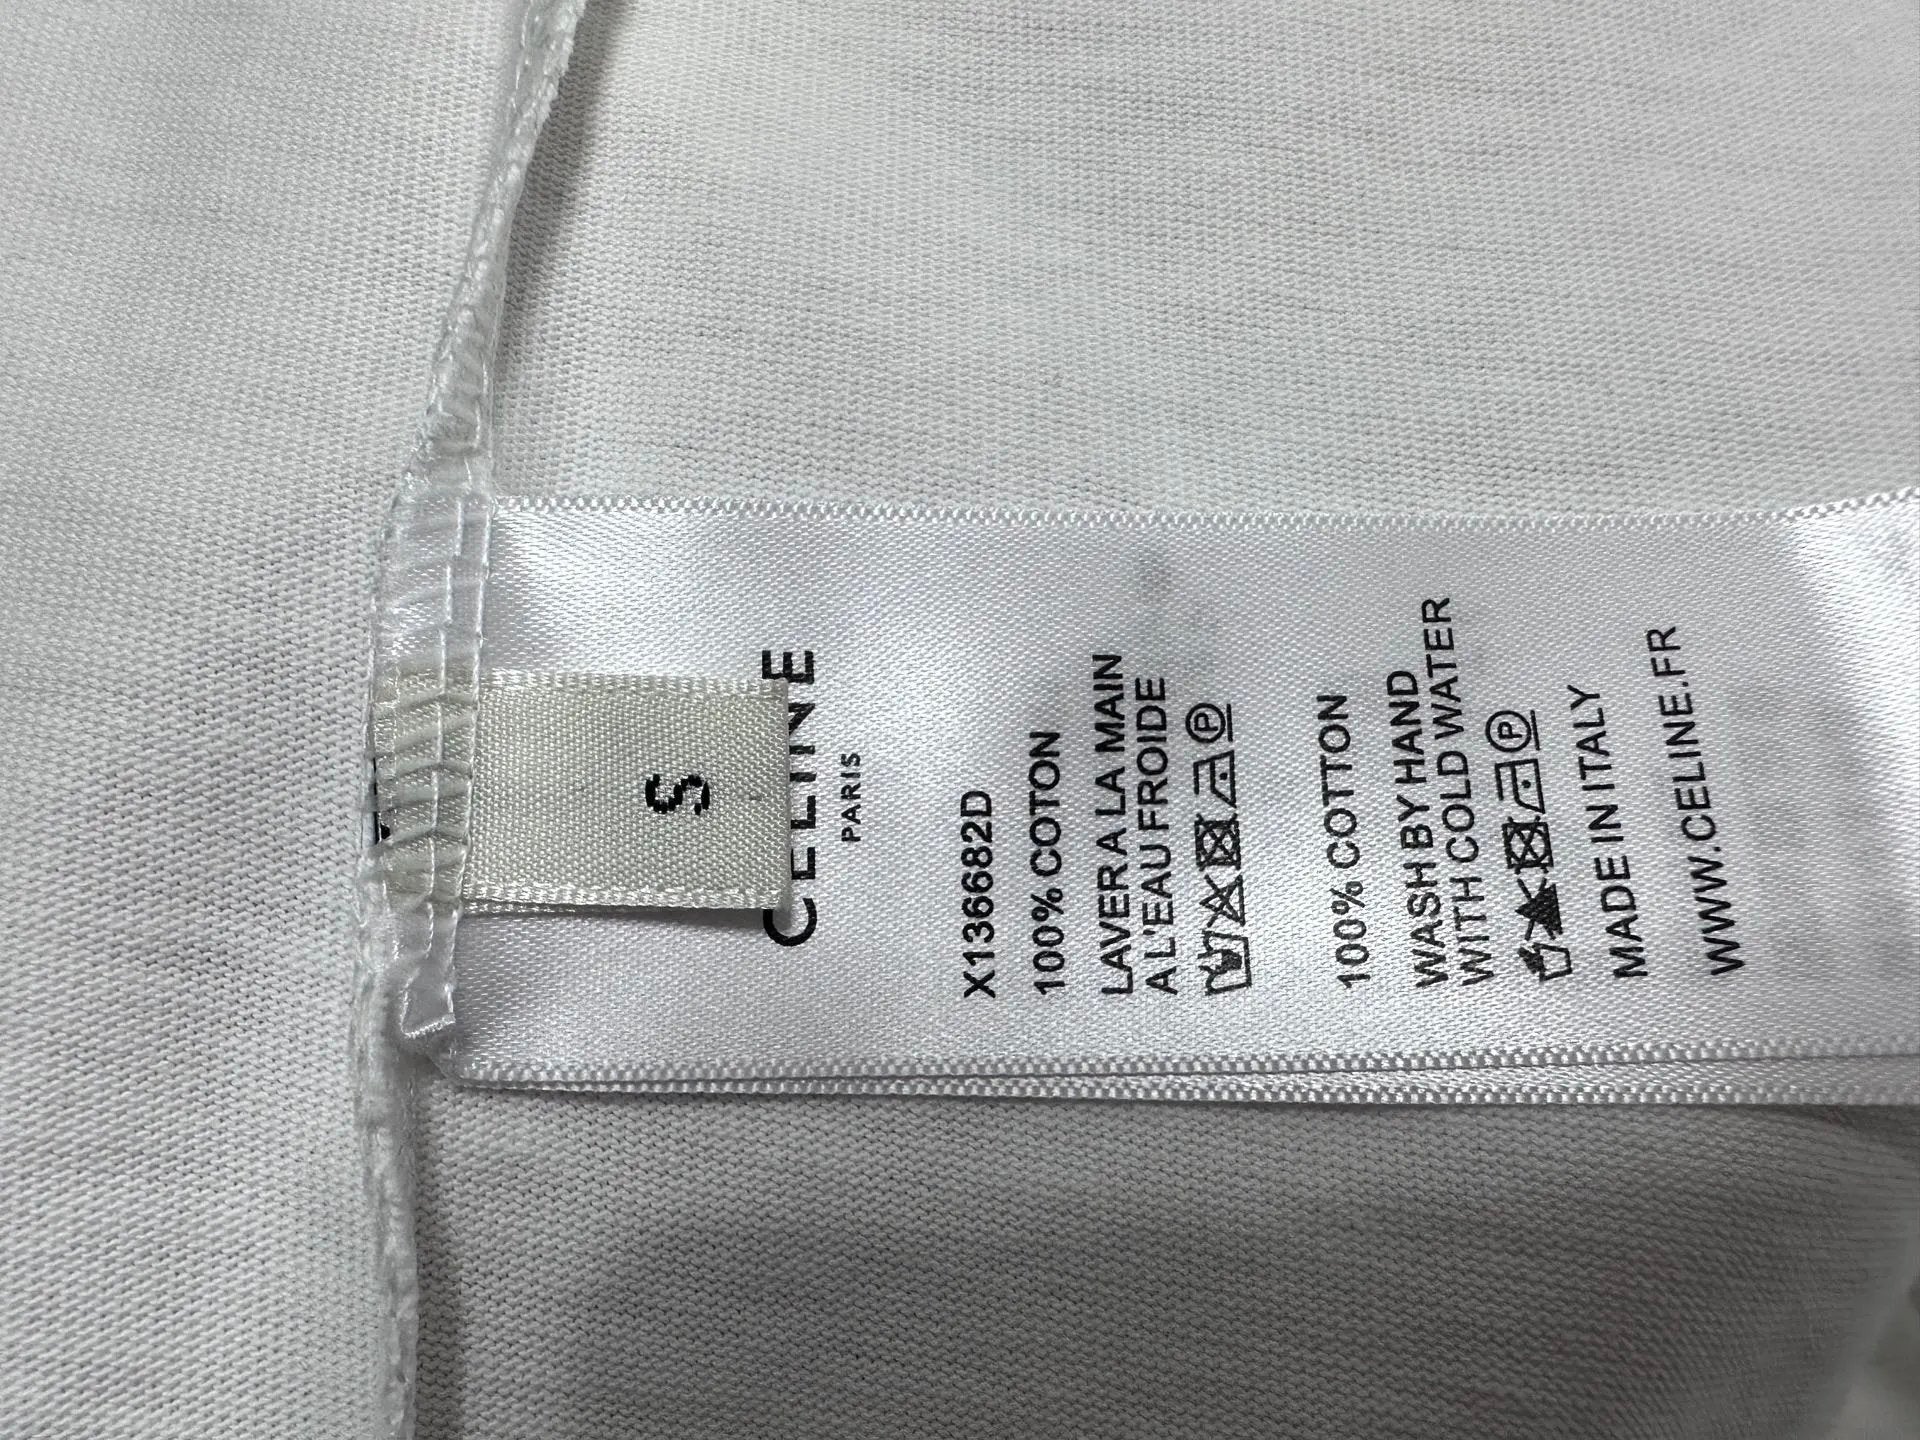 S
CELINE
PARIS
X136682D
100% COTON
LAVER A LA MAIN
A L'EAU FROIDE
P
100% COTTON
WASH BY HAND
WITH COLD WATER
P
MADE IN ITALY
WWW.CELINE.FR